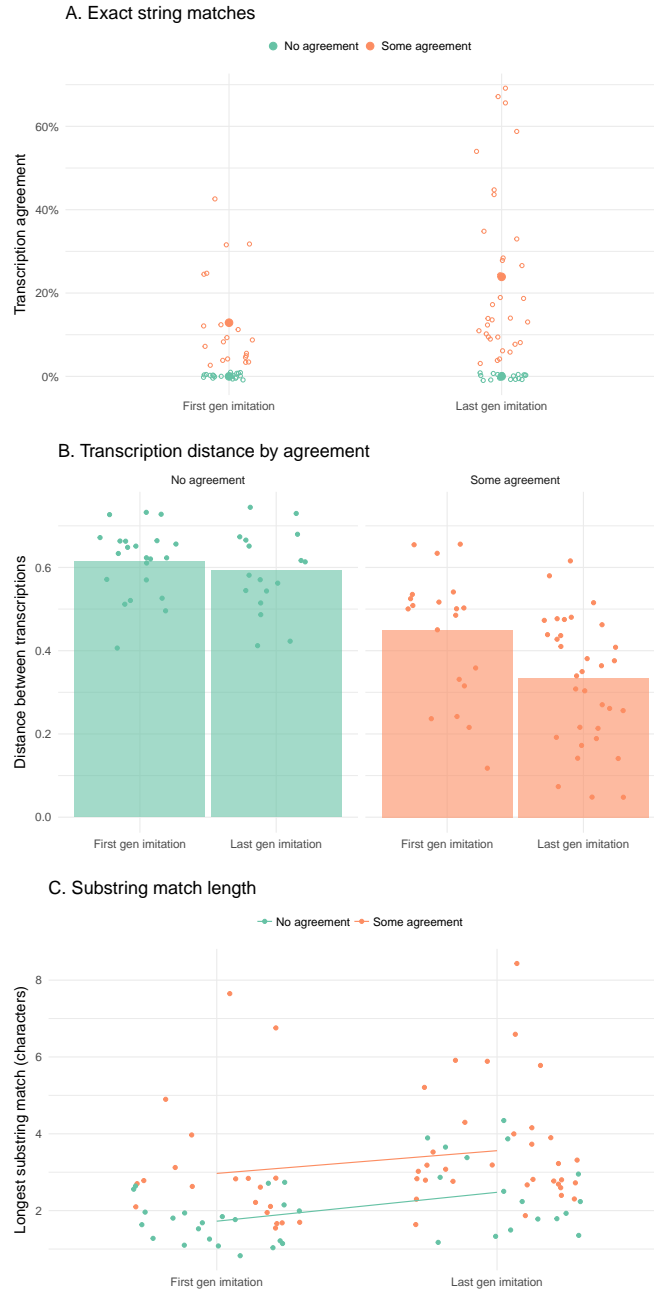 A. Exact string matches
No agreement Some agreement
Transcription agreement
60%
40%
20%
0%
First gen imitation Last gen imitation
B. Transcription distance by agreement
No agreement Some agreement
Distance between transcriptions
0.6
0.4
0.2
0.0
First gen imitation Last gen imitation First gen imitation Last gen imitation
C. Substring match length
No agreement Some agreement
Longest substring match (characters)
8
6
4
2
First gen imitation Last gen imitation